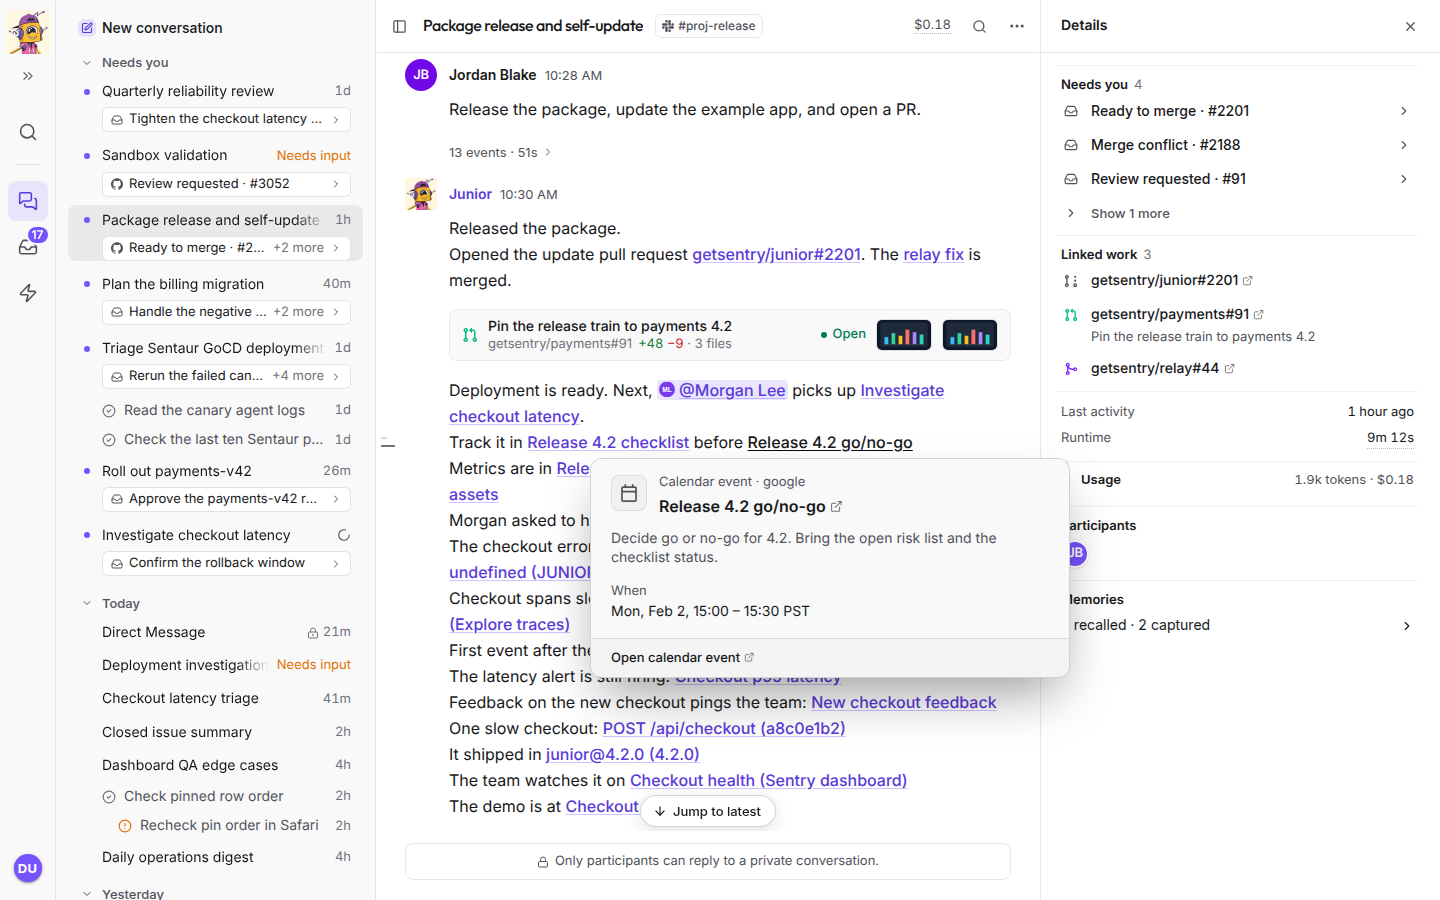 New conversation
Needs you
Quarterly reliability review 1d
Tighten the checkout latency ...
Sandbox validation Needs input
Review requested · #3052
Package release and self-update 1h
Ready to merge · #2... +2 more
Plan the billing migration 40m
Handle the negative ... +2 more
Triage Sentaur GoCD deployment 1d
Rerun the failed can... +4 more
Read the canary agent logs 1d
Check the last ten Sentaur p... 1d
Roll out payments-v42 26m
Approve the payments-v42 r...
Investigate checkout latency
Confirm the rollback window
Today
Direct Message 21m
Deployment investigation Needs input
Checkout latency triage 41m
Closed issue summary 2h
Dashboard QA edge cases 4h
Check pinned row order 2h
Recheck pin order in Safari 2h
Daily operations digest 4h
Yesterday
17
DU
Package release and self-update #proj-release $0.18
JB Jordan Blake 10:28 AM
Release the package, update the example app, and open a PR.
13 events · 51s
Junior 10:30 AM
Released the package.
Opened the update pull request getsentry/junior#2201. The relay fix is
merged.
Pin the release train to payments 4.2
getsentry/payments#91 +48 −9 · 3 files
Open
Deployment is ready. Next, ML @Morgan Lee picks up Investigate
checkout latency.
Track it in Release 4.2 checklist before Release 4.2 go/no-go
Metrics are in Rele
assets
Morgan asked to h
The checkout error
undefined (JUNIOR
Checkout spans slo
(Explore traces)
First event after the
The latency alert is still firing: Checkout p95 latency
Feedback on the new checkout pings the team: New checkout feedback
One slow checkout: POST /api/checkout (a8c0e1b2)
It shipped in junior@4.2.0 (4.2.0)
The team watches it on Checkout health (Sentry dashboard)
The demo is at Checkout
Jump to latest
Only participants can reply to a private conversation.
Calendar event · google
Release 4.2 go/no-go
Decide go or no-go for 4.2. Bring the open risk list and the
checklist status.
When
Mon, Feb 2, 15:00 – 15:30 PST
Open calendar event
Details
Needs you 4
Ready to merge · #2201
Merge conflict · #2188
Review requested · #91
Show 1 more
Linked work 3
getsentry/junior#2201
getsentry/payments#91
Pin the release train to payments 4.2
getsentry/relay#44
Last activity 1 hour ago
Runtime 9m 12s
Usage 1.9k tokens · $0.18
articipants
JB
Memories
recalled · 2 captured